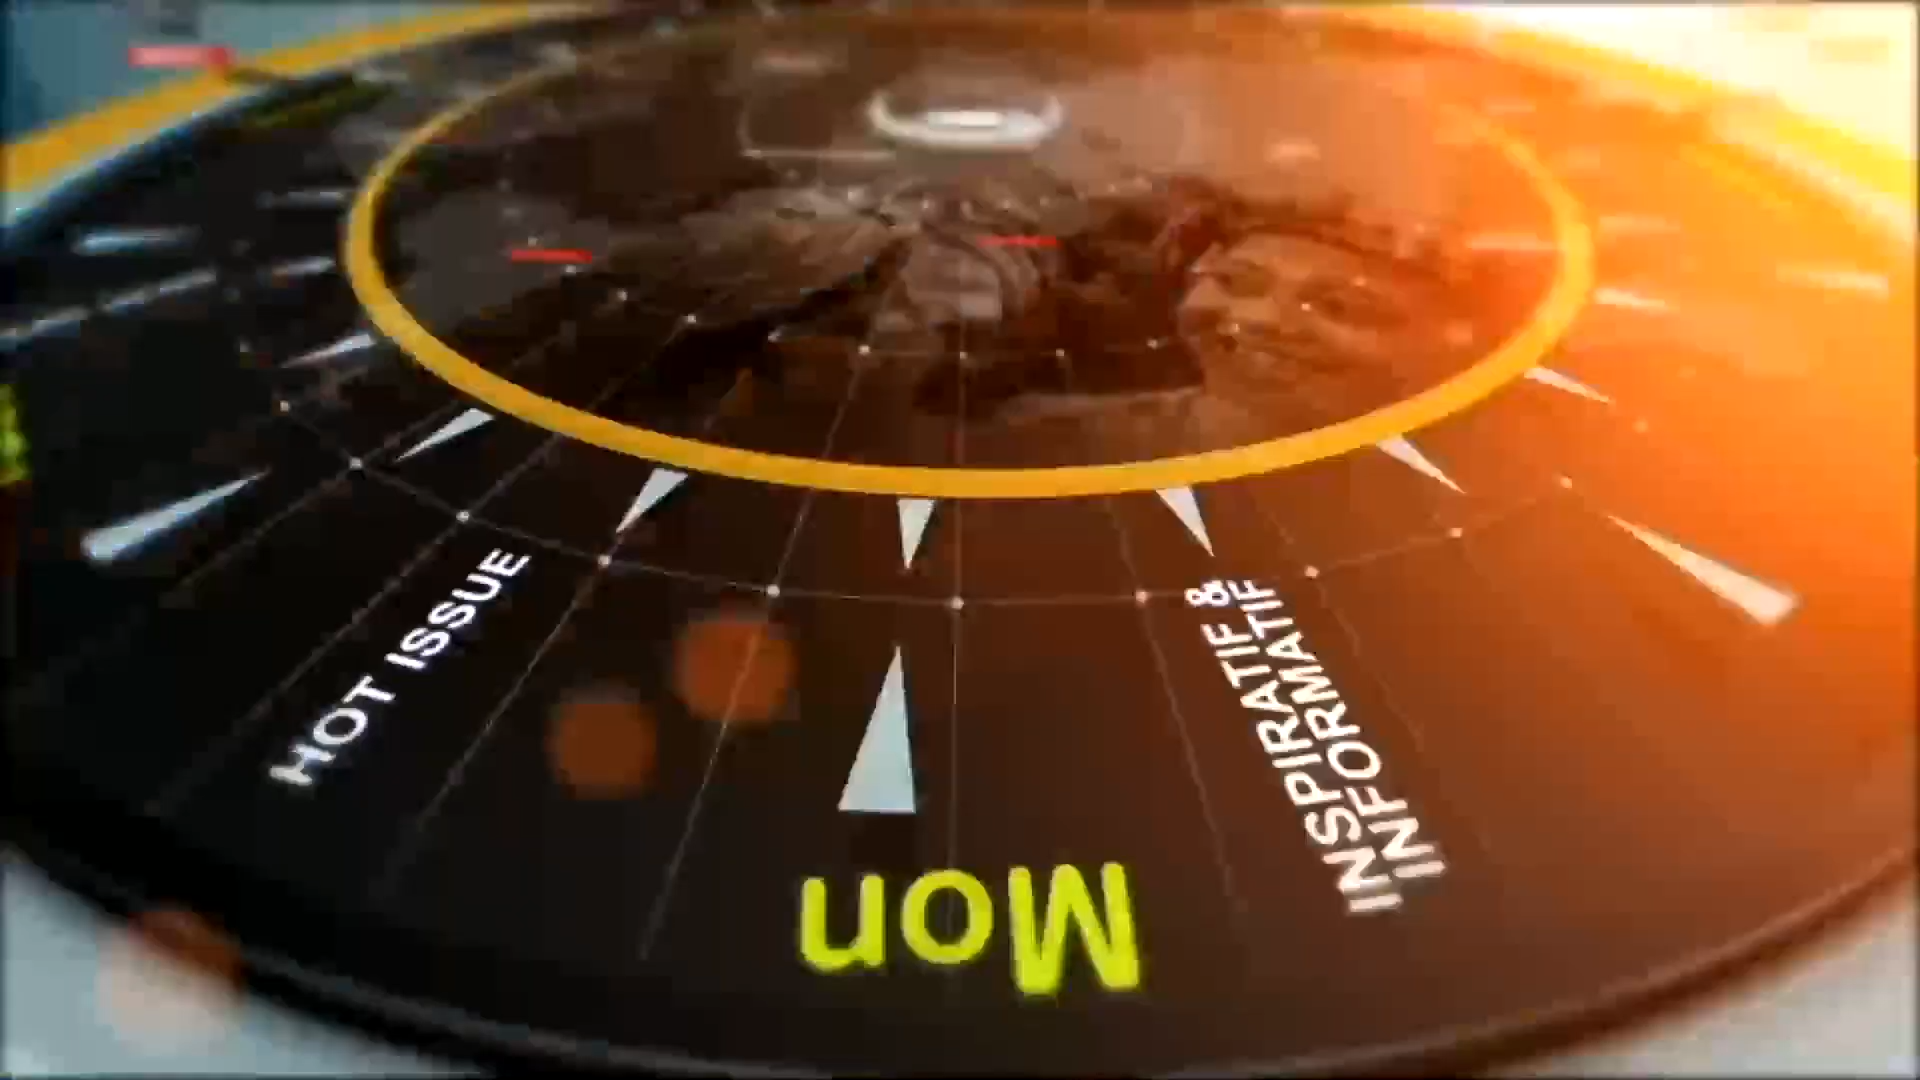 HOT ISSUE
INSPIRATIF &
INFORMATIF
Mon